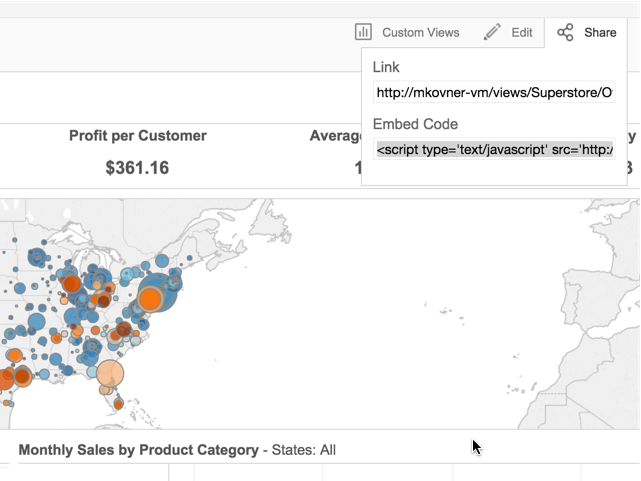 Custom Views Edit Share
Link
http://mkovner-vm/views/Superstore/O
Embed Code
<script type='text/javascript' src='http:/
Profit per Customer Average
$361.16
Monthly Sales by Product Category - States: All